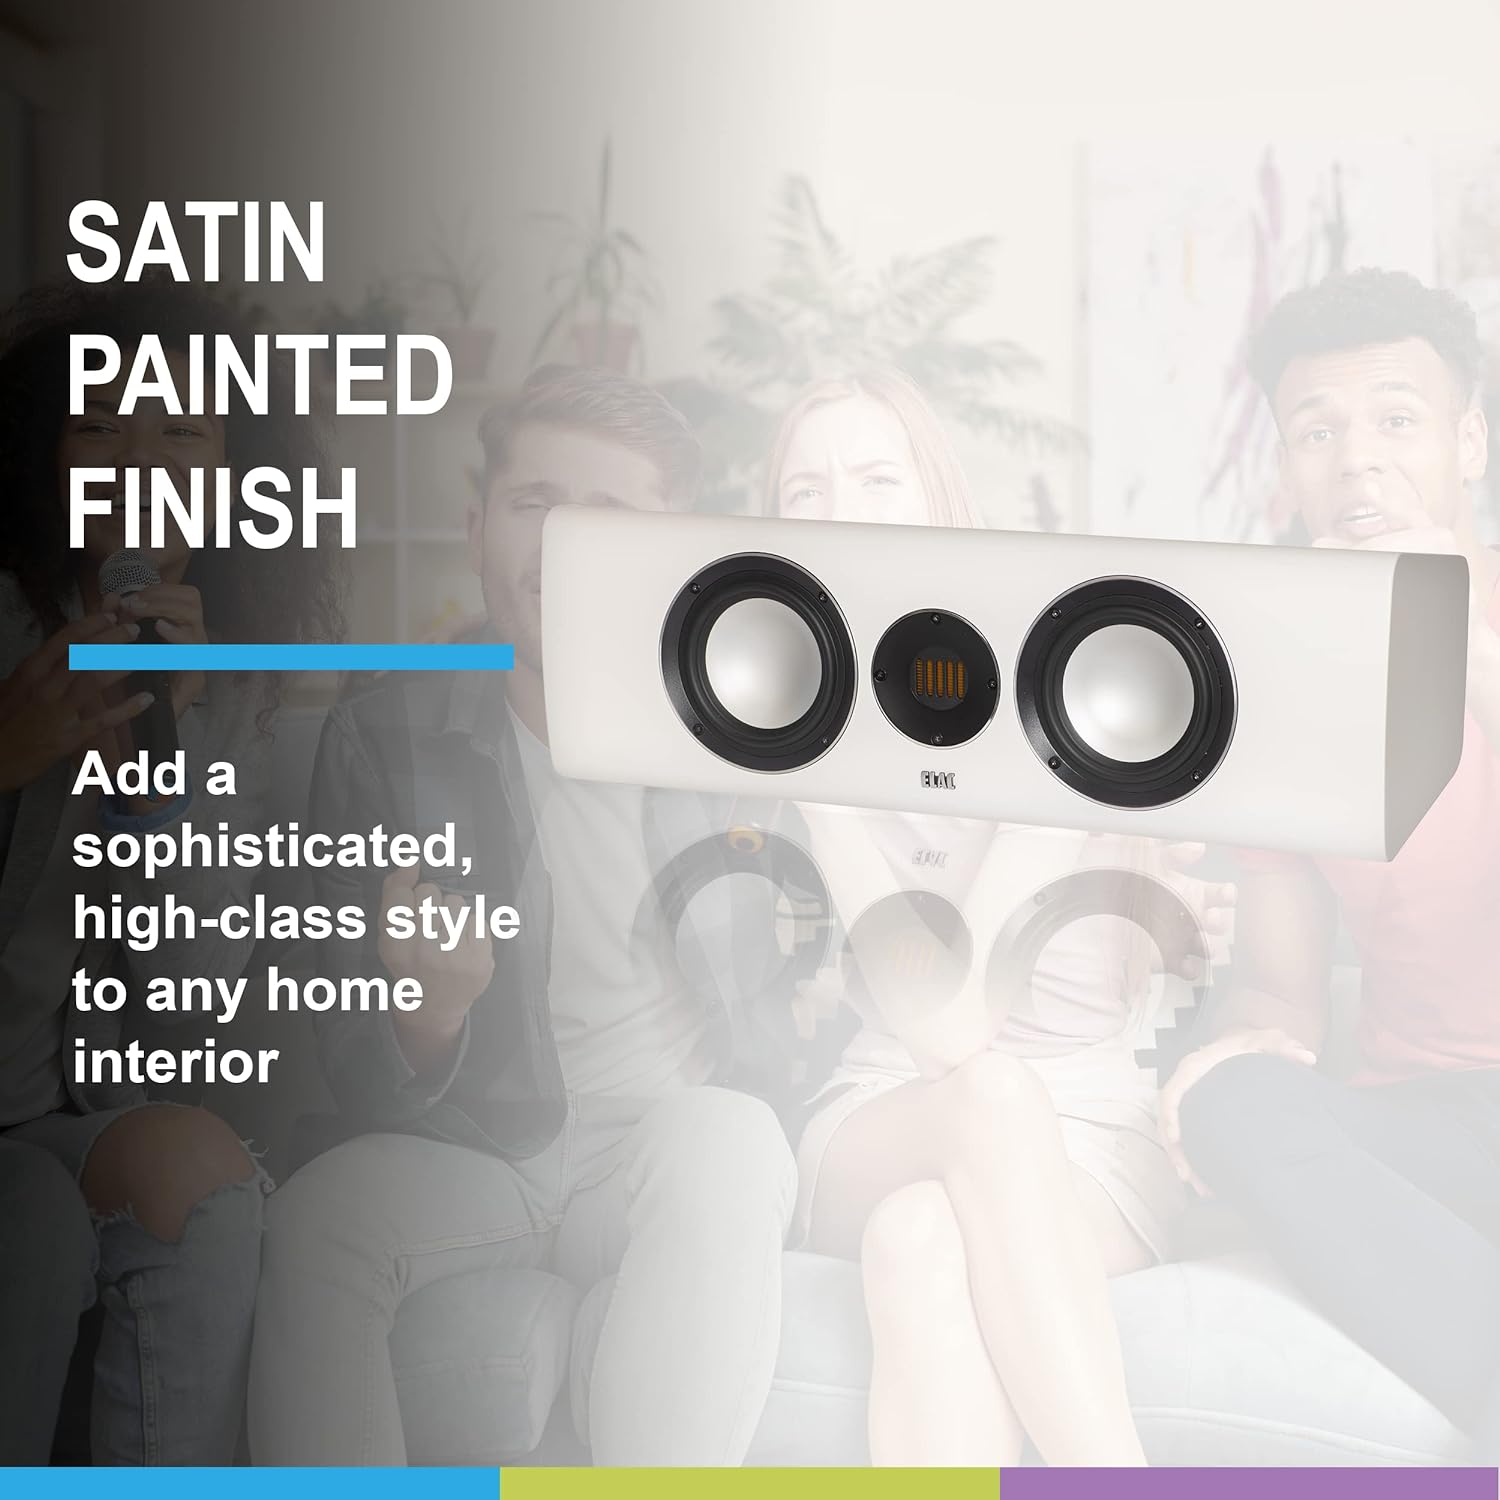 SATIN
PAINTED
FINISH
Add a
sophisticated,
high-class style
to any home
interior
ELAC